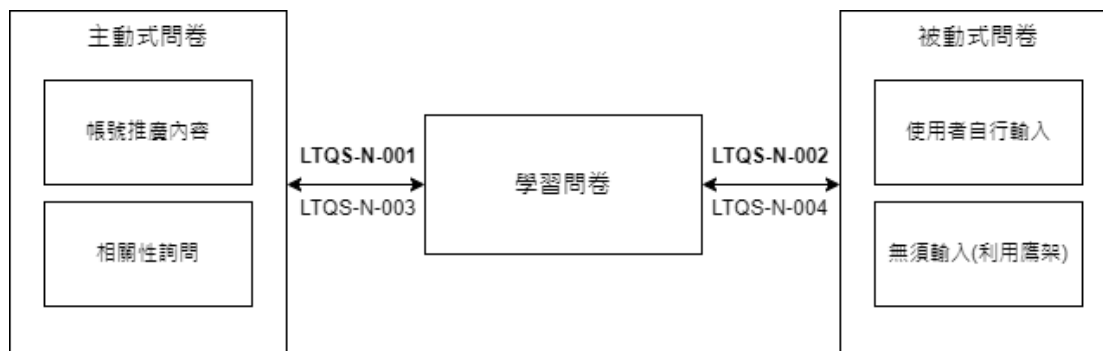 主動式問卷
帳號推廣內容
相關性詢問
LTQS-N-001
LTQS-N-003
學習問卷
LTQS-N-002
LTQS-N-004
被動式問卷
使用者自行輸入
無須輸入(利用鷹架)